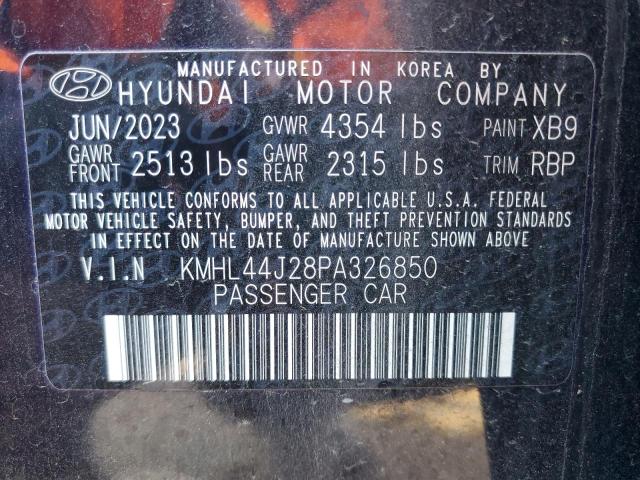 MANUFACTURED IN KOREA BY
HYUNDAI MOTOR COMPANY
JUN/2023 GVWR 4354 lbs PAINT XB9
GAWR FRONT 2513 lbs GAWR REAR 2315 lbs TRIM RBP
THIS VEHICLE CONFORMS TO ALL APPLICABLE U.S.A. FEDERAL
MOTOR VEHICLE SAFETY, BUMPER, AND THEFT PREVENTION STANDARDS
IN EFFECT ON THE DATE OF MANUFACTURE SHOWN ABOVE
V.I.N KMHL44J28PA326850
PASSENGER CAR